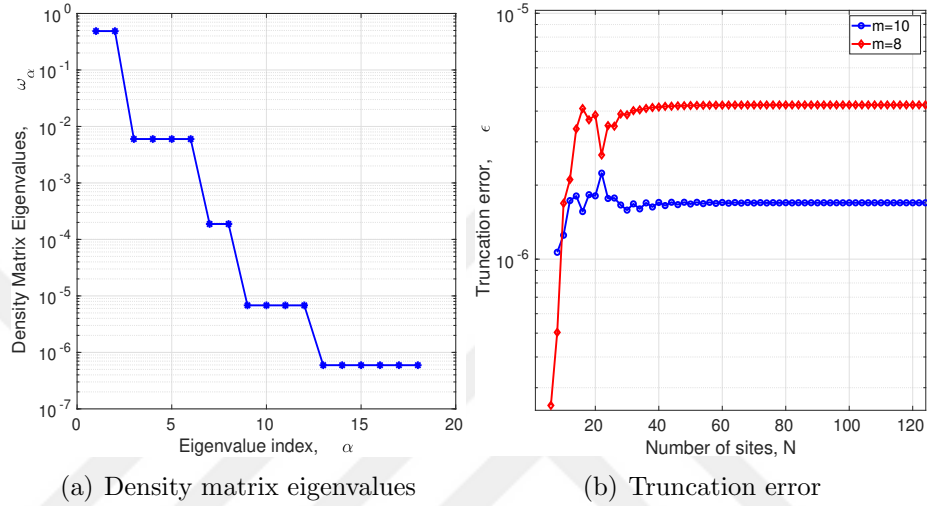 10^0
10^-1
10^-2
10^-3
10^-4
10^-5
10^-6
10^-7
Density Matrix Eigenvalues, ω_α
0 5 10 15 20
Eigenvalue index, α
(a) Density matrix eigenvalues
10^-5
10^-6
Truncation error, ϵ
m=10
m=8
20 40 60 80 100 120
Number of sites, N
(b) Truncation error